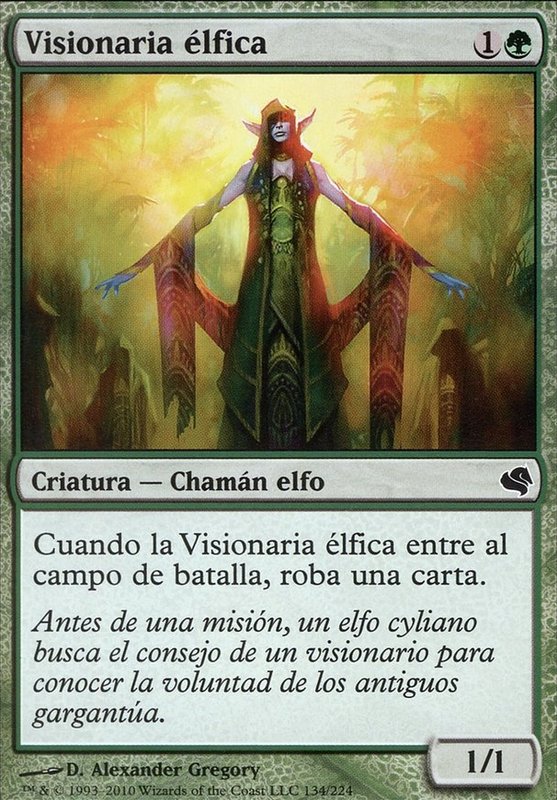 Visionaria élfica 1
Criatura — Chamán elfo
Cuando la Visionaria élfica entre al
campo de batalla, roba una carta.
Antes de una misión, un elfo cyliano
busca el consejo de un visionario para
conocer la voluntad de los antiguos
gargantúa.
1/1
D. Alexander Gregory
™ & © 1993–2010 Wizards of the Coast LLC 134/224